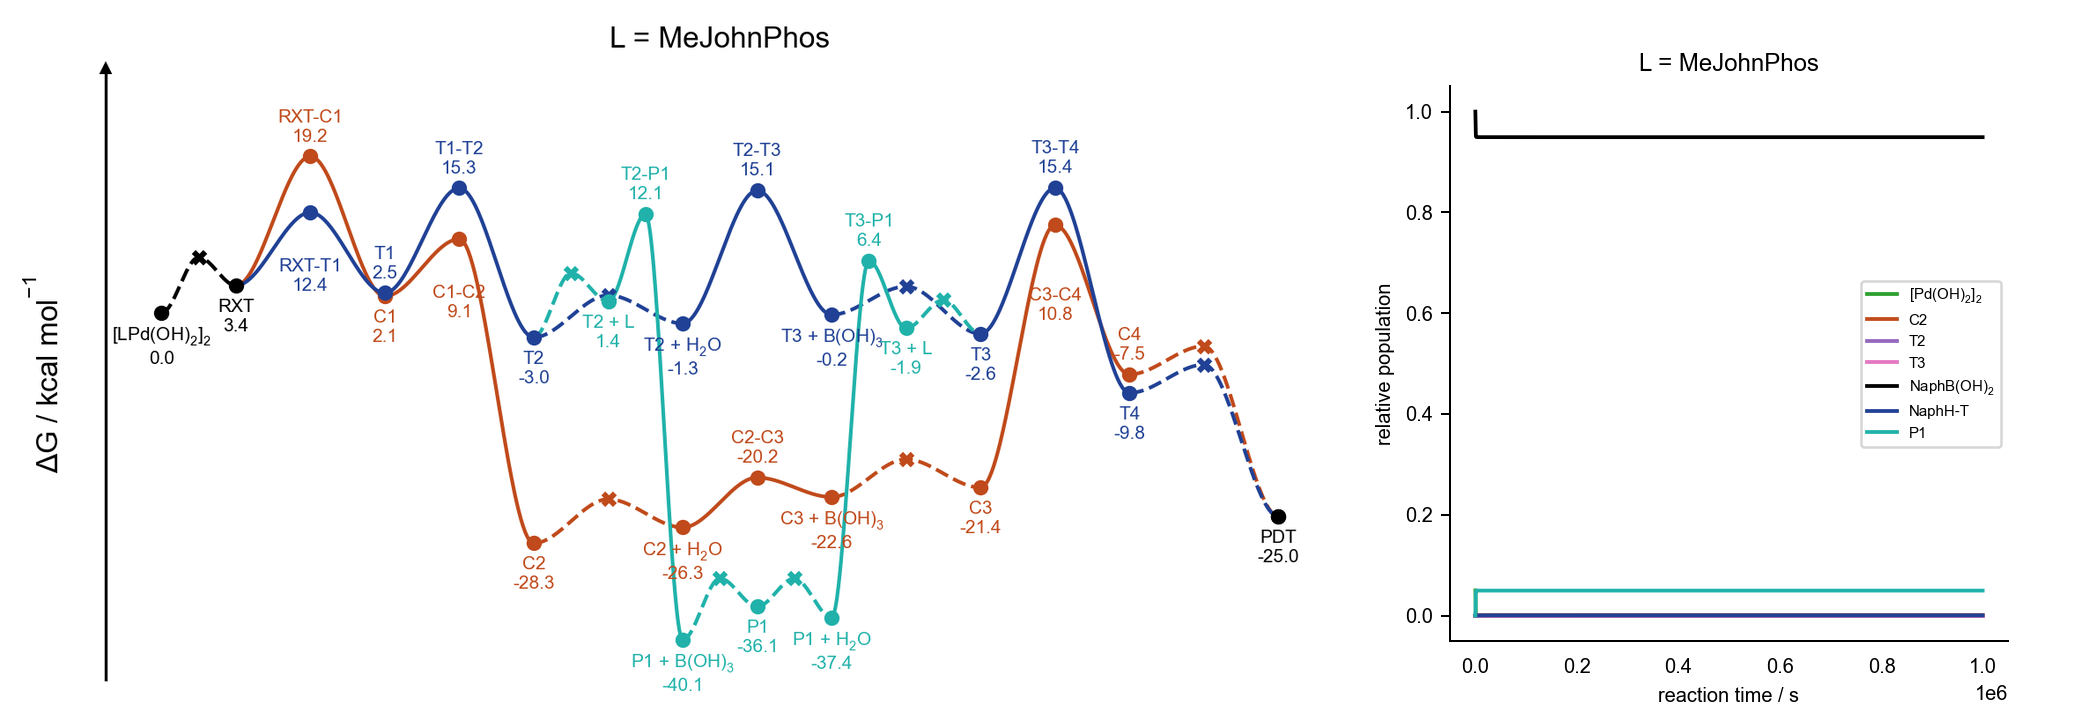 L = MeJohnPhos
ΔG / kcal mol⁻¹
[LPd(OH)₂]₂
0.0
RXT
3.4
RXT-C1
19.2
RXT-T1
12.4
T1
2.5
C1
2.1
T1-T2
15.3
C1-C2
9.1
T2
-3.0
C2
-28.3
T2 + L
1.4
T2-P1
12.1
T2 + H₂O
-1.3
C2 + H₂O
-26.3
P1 + B(OH)₃
-40.1
T2-T3
15.1
C2-C3
-20.2
P1
-36.1
T3 + B(OH)₃
-0.2
C3 + B(OH)₃
-22.6
P1 + H₂O
-37.4
T3-P1
6.4
T3 + L
-1.9
T3
-2.6
C3
-21.4
T3-T4
15.4
C3-C4
10.8
C4
-7.5
T4
-9.8
PDT
-25.0
L = MeJohnPhos
relative population
1.0
0.8
0.6
0.4
0.2
0.0
[Pd(OH)₂]₂
C2
T2
T3
NaphB(OH)₂
NaphH-T
P1
0.0 0.2 0.4 0.6 0.8 1.0
reaction time / s
1e6